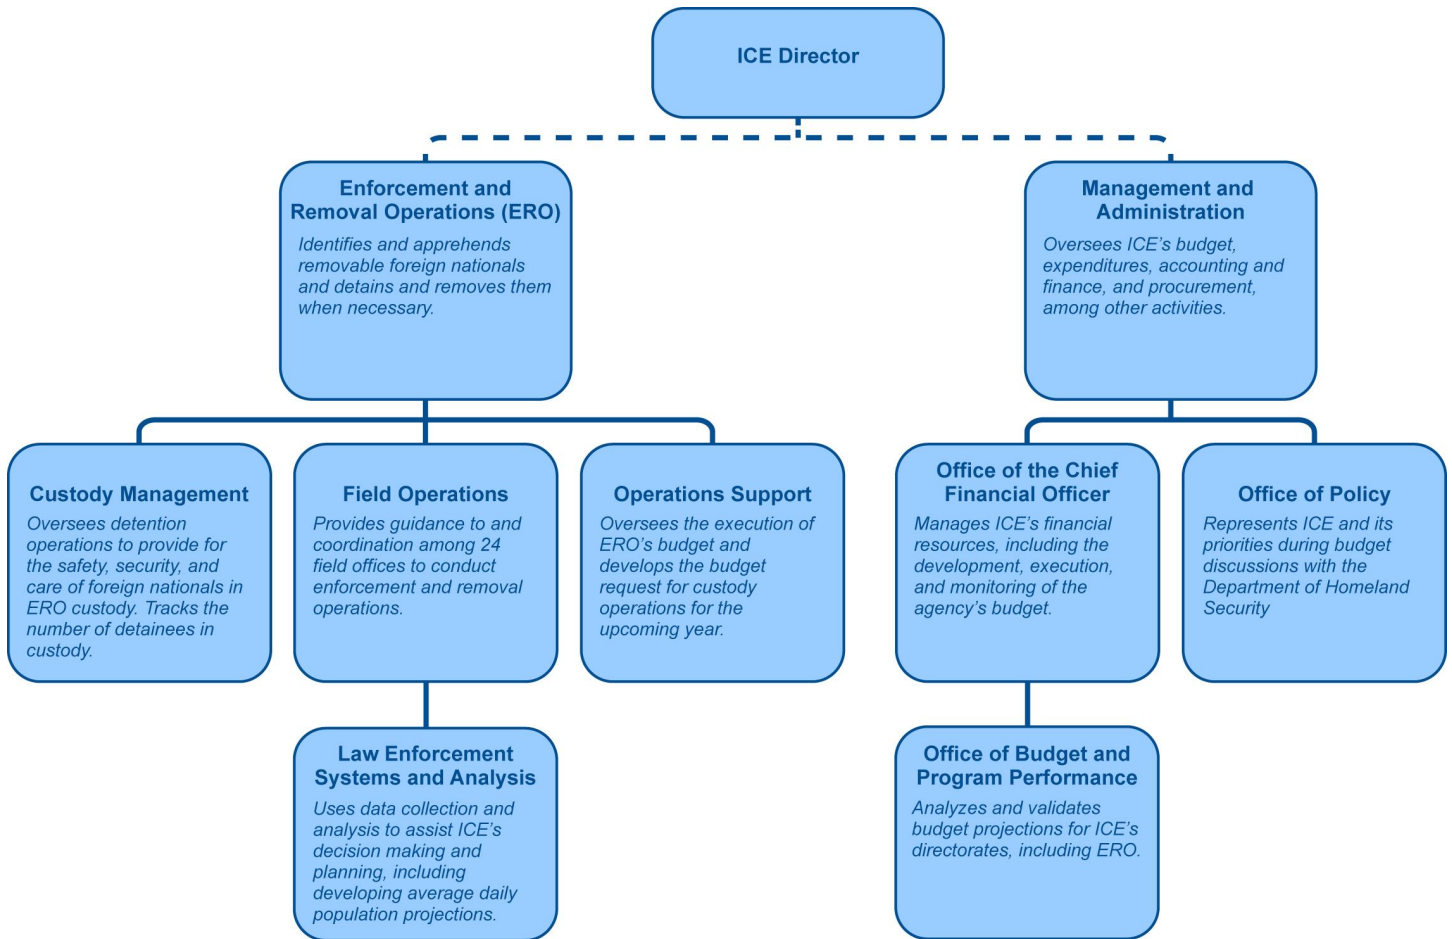 ICE Director
Enforcement and
Removal Operations (ERO)
Identifies and apprehends
removable foreign nationals
and detains and removes them
when necessary.
Management and
Administration
Oversees ICE’s budget,
expenditures, accounting and
finance, and procurement,
among other activities.
Custody Management
Oversees detention
operations to provide for
the safety, security, and
care of foreign nationals in
ERO custody. Tracks the
number of detainees in
custody.
Field Operations
Provides guidance to and
coordination among 24
field offices to conduct
enforcement and removal
operations.
Operations Support
Oversees the execution of
ERO’s budget and
develops the budget
request for custody
operations for the
upcoming year.
Office of the Chief
Financial Officer
Manages ICE’s financial
resources, including the
development, execution,
and monitoring of the
agency’s budget.
Office of Policy
Represents ICE and its
priorities during budget
discussions with the
Department of Homeland
Security
Law Enforcement
Systems and Analysis
Uses data collection and
analysis to assist ICE’s
decision making and
planning, including
developing average daily
population projections.
Office of Budget and
Program Performance
Analyzes and validates
budget projections for ICE’s
directorates, including ERO.